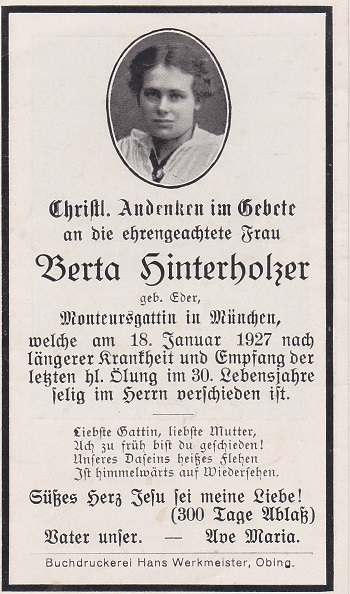 Christl. Andenken im Gebete
an die ehrengeachtete Frau
Berta Hinterholzer
geb. Eder,
Monteursgattin in München,
welche am 18. Januar 1927 nach
längerer Krankheit und Empfang der
letzten hl. Ölung im 30. Lebensjahre
selig im Herrn verschieden ist.
Liebste Gattin, liebste Mutter,
Ach zu früh bist du geschieden!
Unseres Daseins heißes Flehen
Ist himmelwärts auf Wiedersehen.
Süßes Herz Jesu sei meine Liebe!
(300 Tage Ablaß)
Vater unser. — Ave Maria.
Buchdruckerei Hans Werkmeister, Obing.